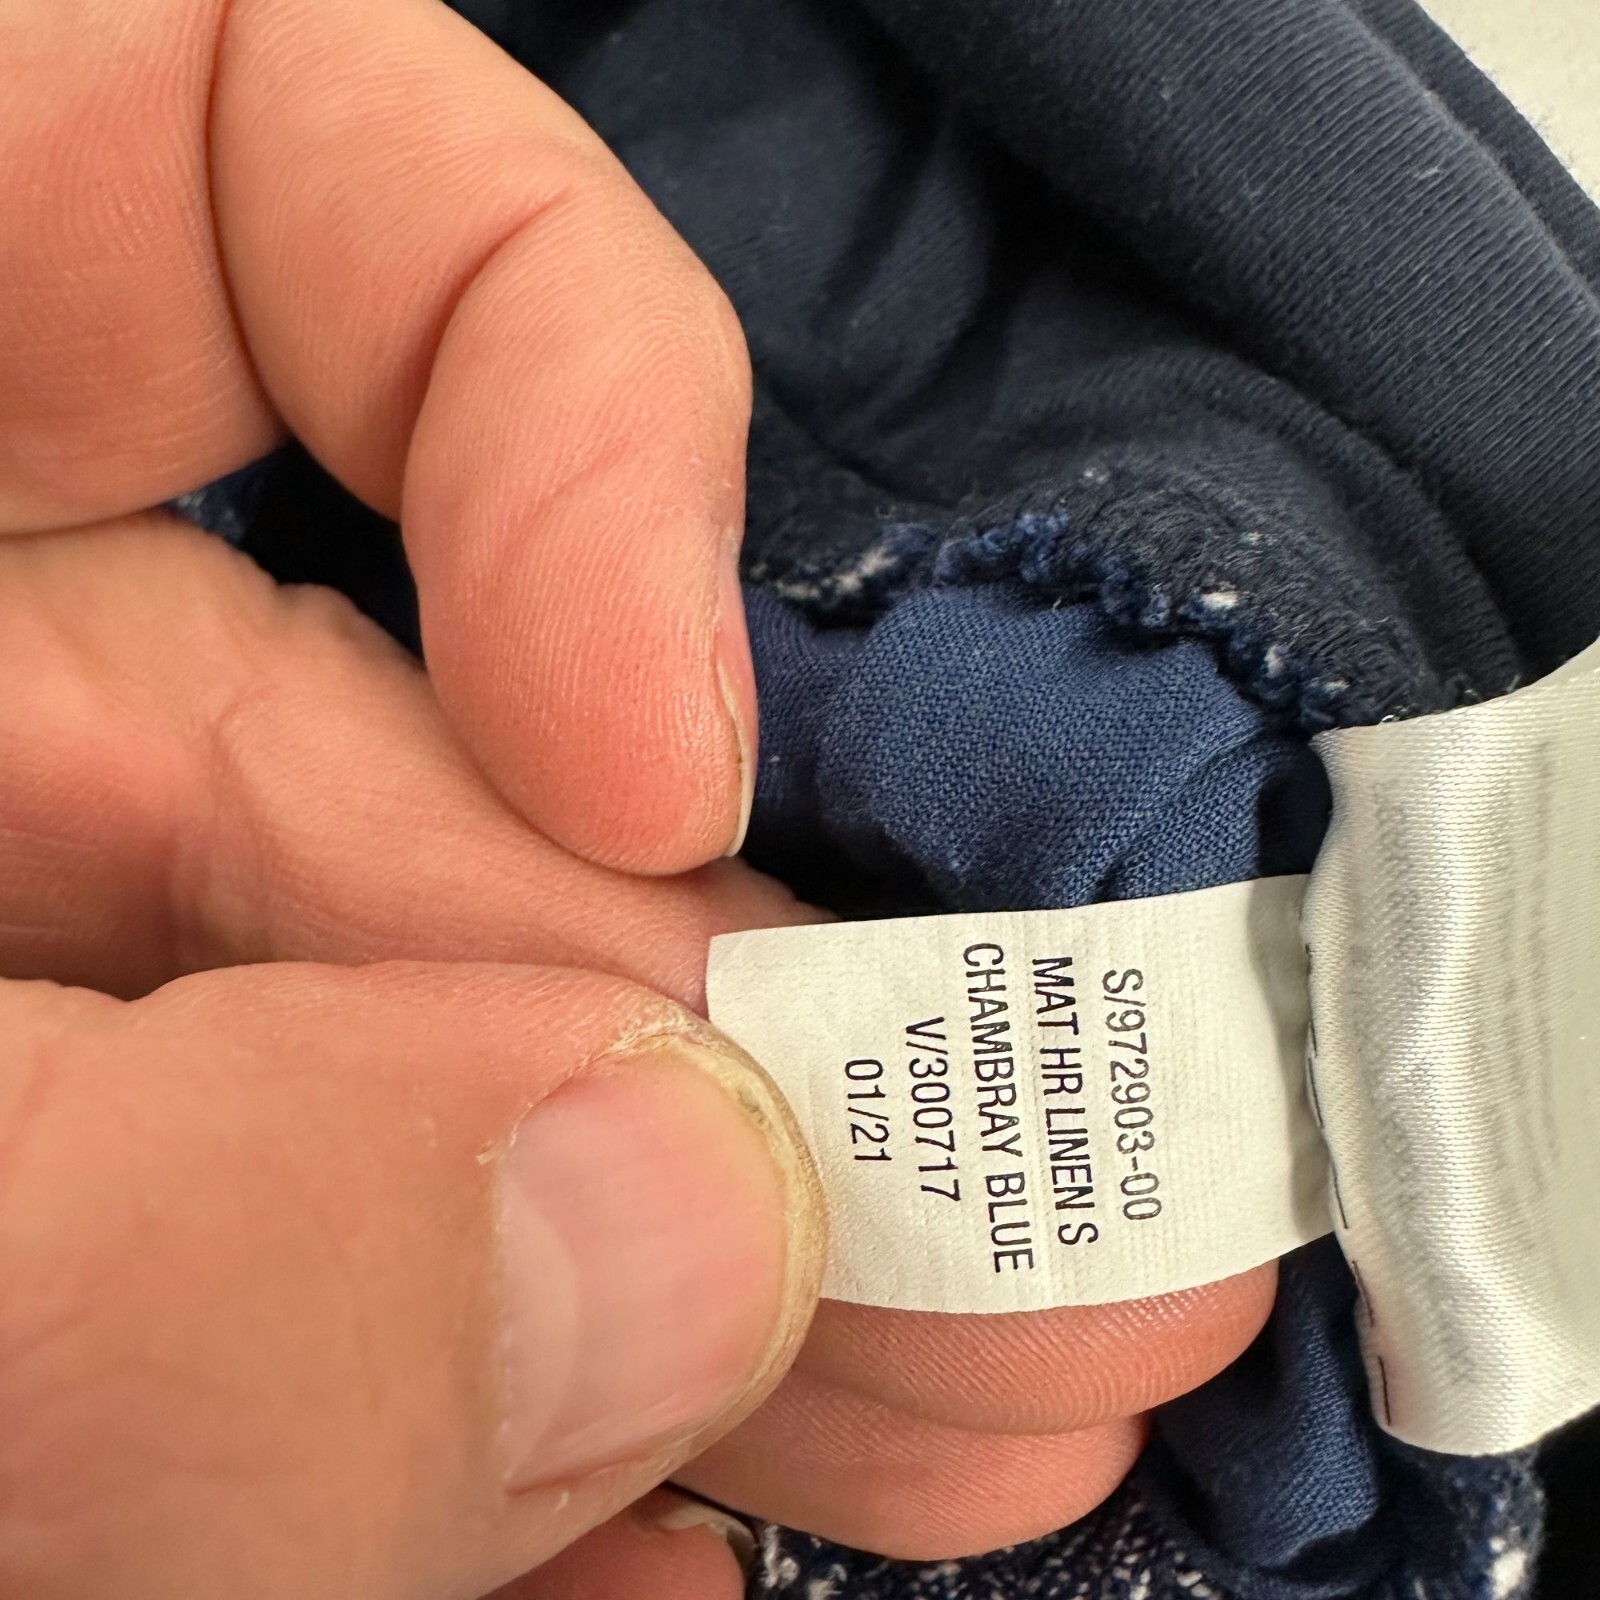 S/972903-00
MAT HR LINEN S
CHAMBRAY BLUE
V/300717
01/21